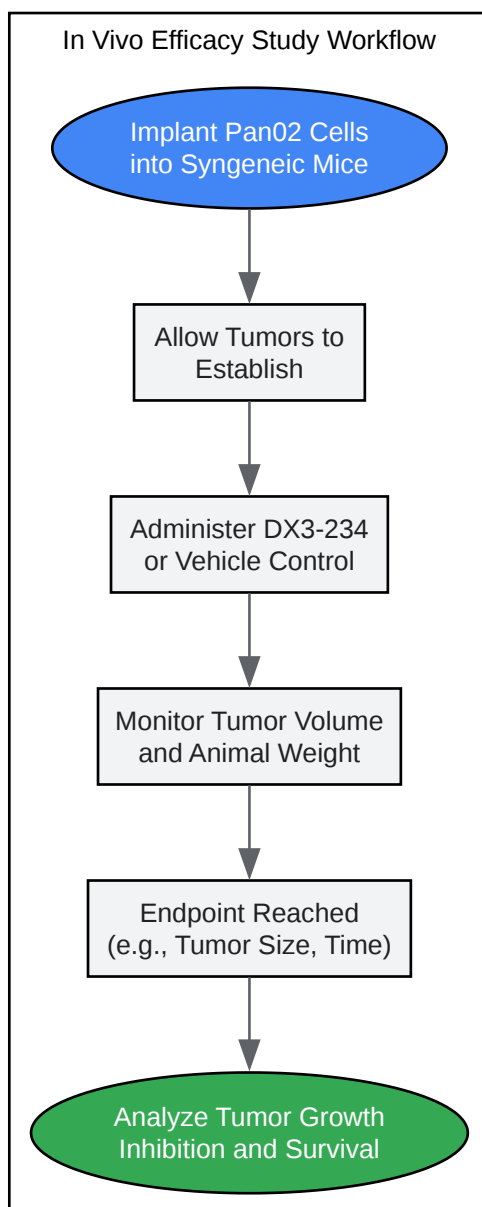 In Vivo Efficacy Study Workflow
Implant Pan02 Cells
into Syngeneic Mice
Allow Tumors to
Establish
Administer DX3-234
or Vehicle Control
Monitor Tumor Volume
and Animal Weight
Endpoint Reached
(e.g., Tumor Size, Time)
Analyze Tumor Growth
Inhibition and Survival